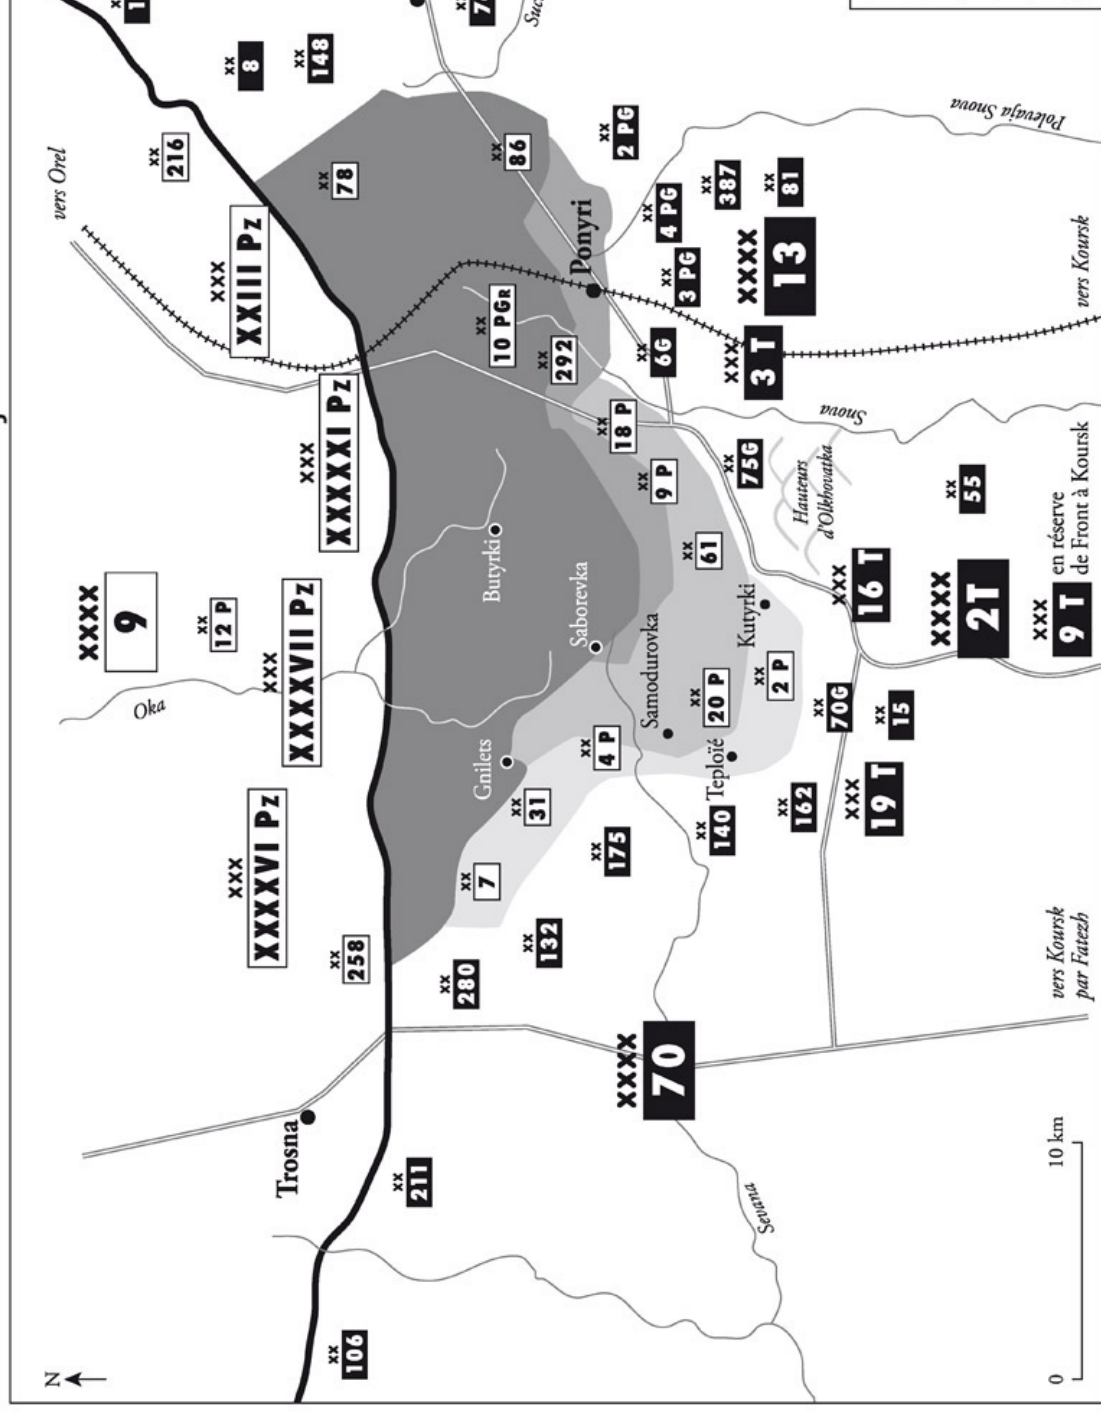 N
vers Orel
XXXX
9
Oka
xx
12 P
xx
216
xx
8
XXX
XXIII Pz
XXX
XXXVI Pz
XXX
XXXXVII Pz
XXX
XXXXI Pz
Trosna
xx
148
xx
106
xx
258
xx
78
xx
211
xx
280
xx
7
Gnilets
Butyrki
xx
10 PGR
xx
86
xx
132
xx
31
xx
292
Saborevka
Ponyri
xx
175
xx
4 P
xx
18 P
xx
2 PG
XXXX
70
Samodurovka
xx
9 P
xx
6G
xx
3 PG
xx
4 PG
xx
140
Teploïé
xx
20 P
xx
61
xx
387
Sevana
Kutyrki
xx
2 P
xx
75G
XXX
3 T
XXXX
13
xx
81
xx
162
xx
70G
Hauteurs
d'Olkhovatka
Snova
XXX
19 T
xx
15
XXX
16 T
XXXX
2T
xx
55
Polevaja Snova
0
10 km
vers Koursk
par Fatezh
XXX
9 T
en réserve
de Front à Koursk
vers Koursk